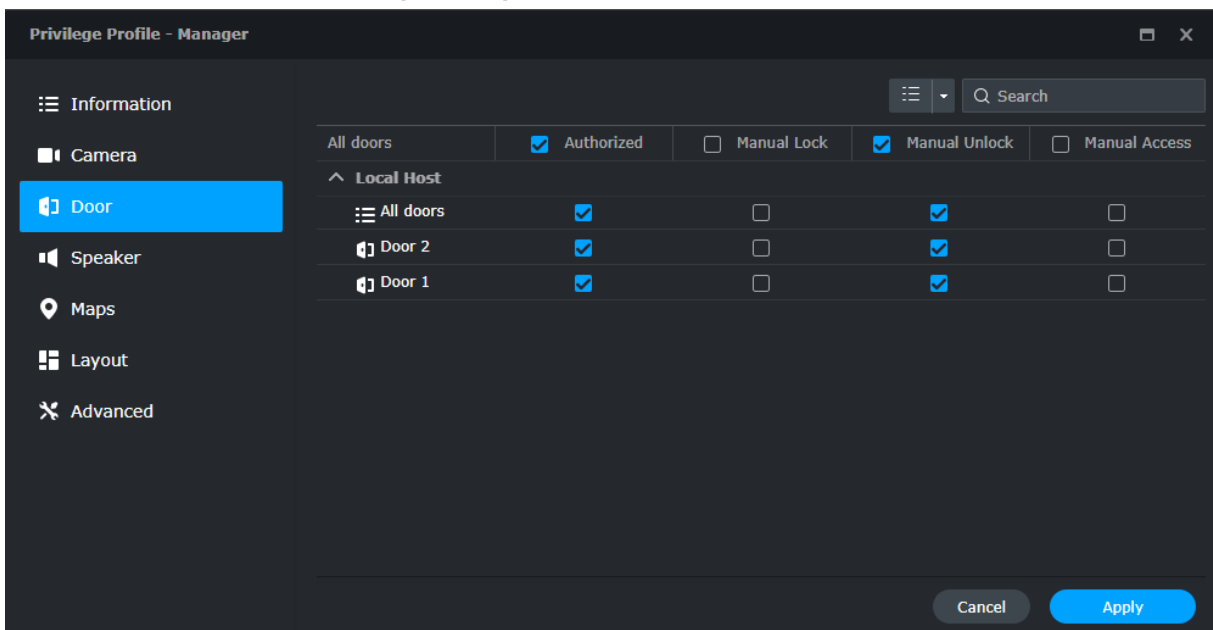 Privilege Profile - Manager
Information
Camera
Door
Speaker
Maps
Layout
Advanced
Search
All doors Authorized Manual Lock Manual Unlock Manual Access
Local Host
All doors
Door 2
Door 1
Cancel Apply